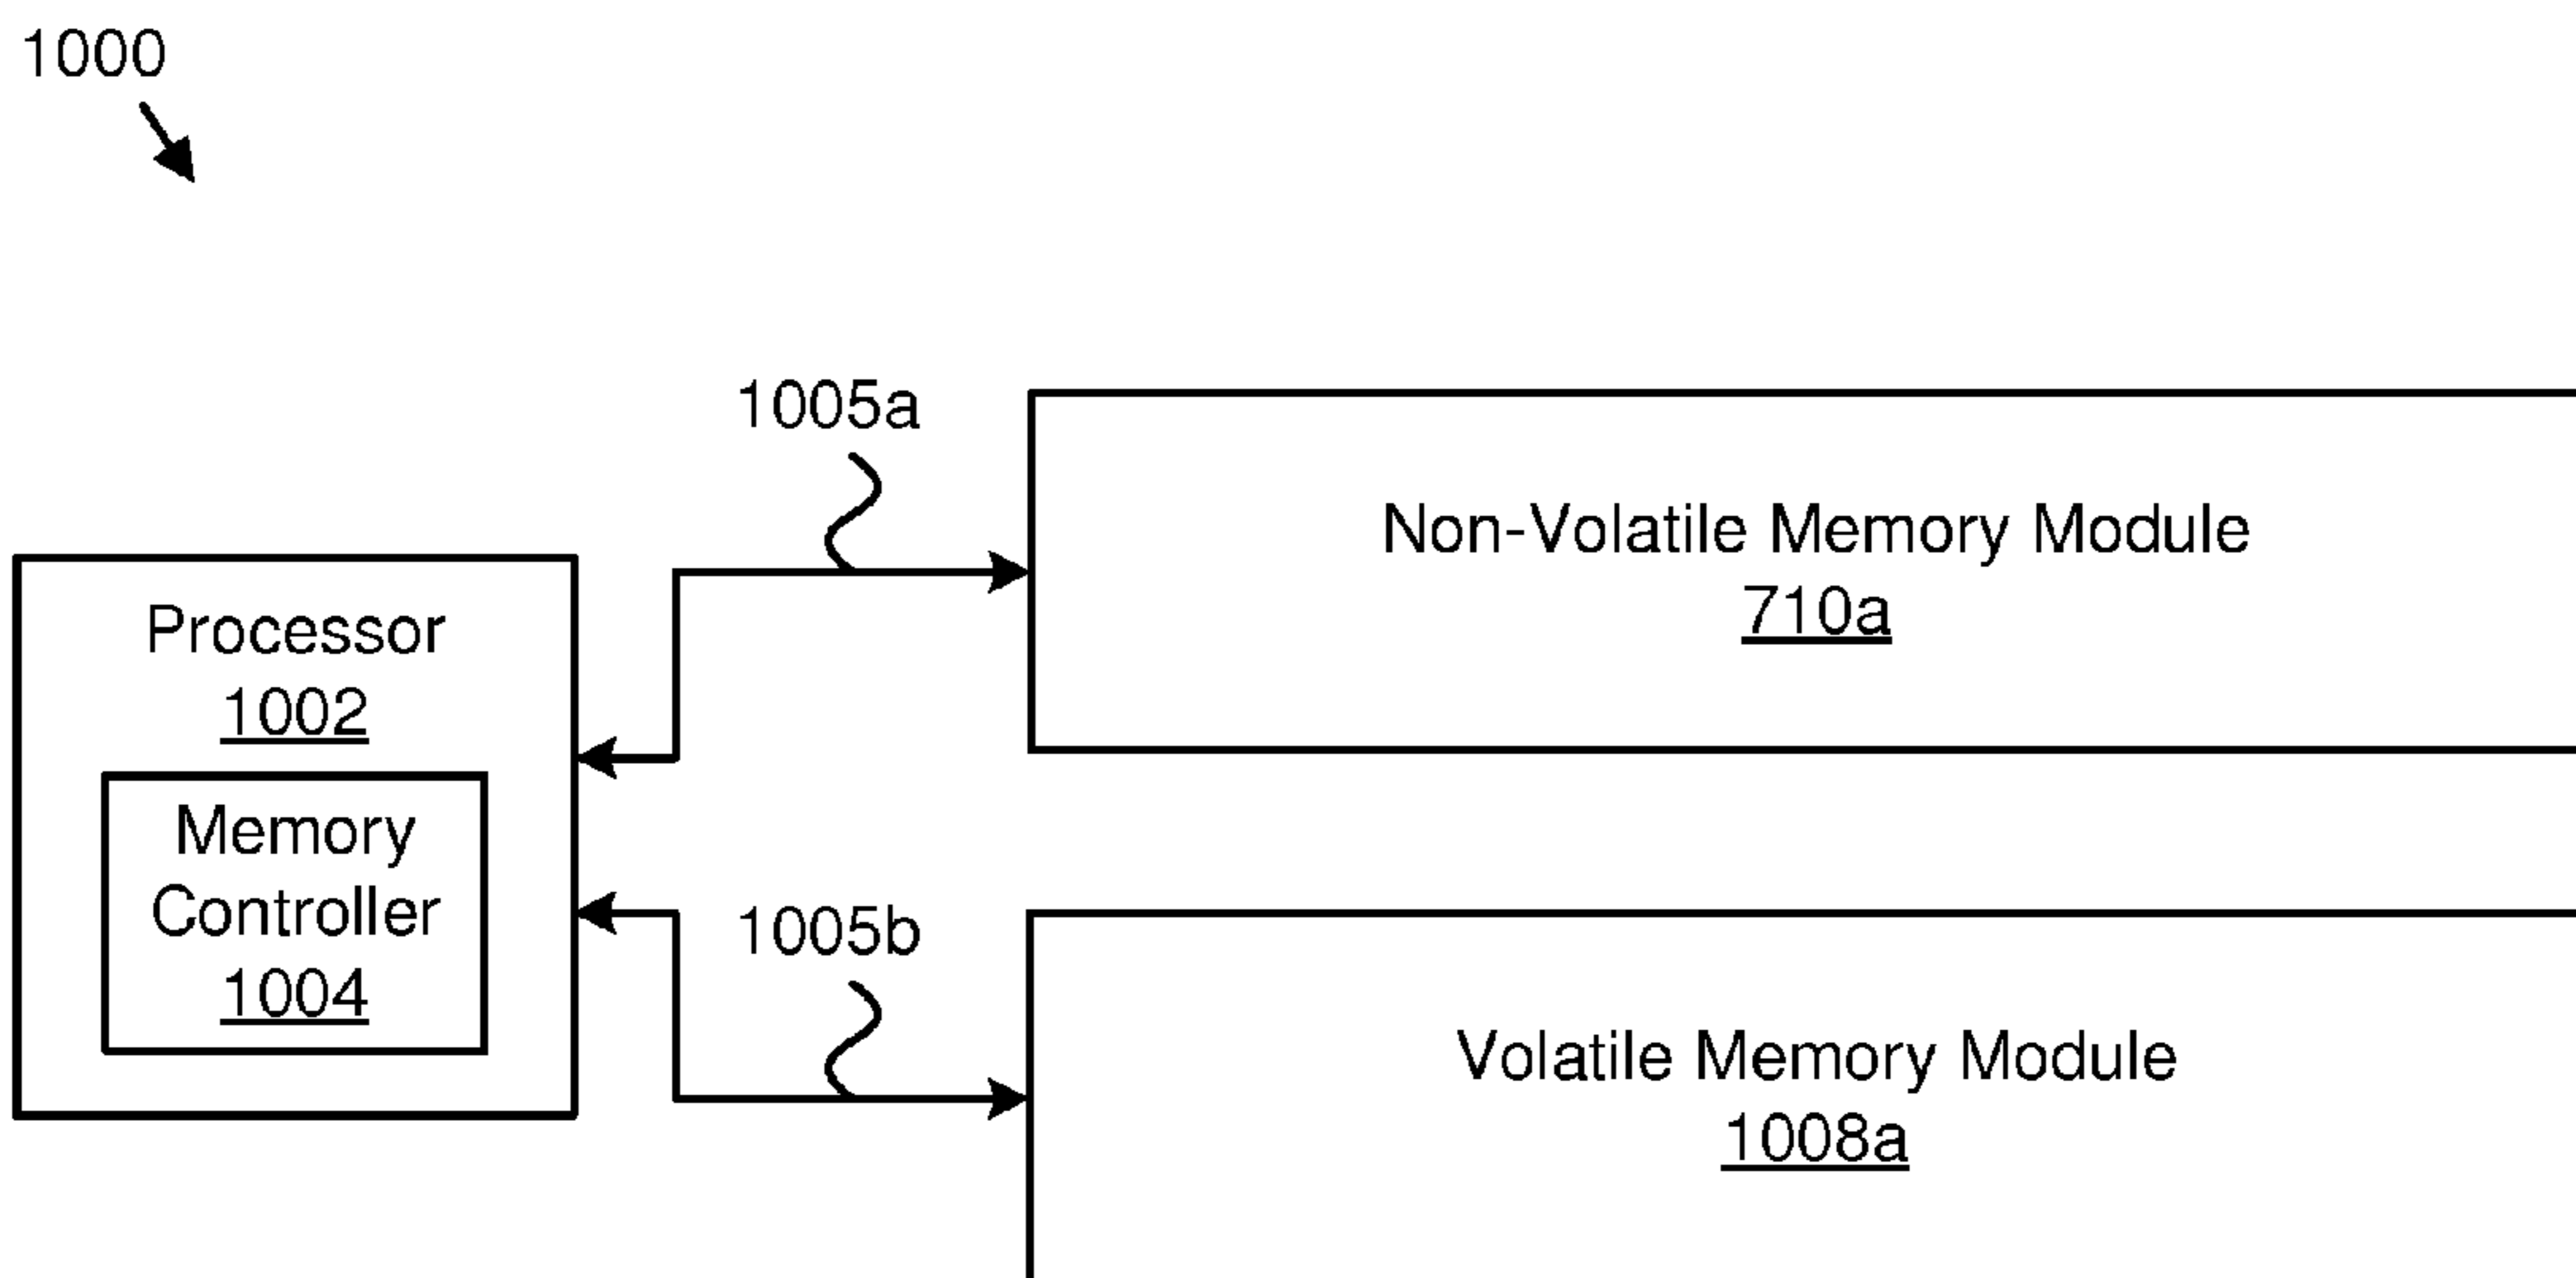 1000
1005a
Non-Volatile Memory Module
710a
Processor
1002
Memory
Controller
1004
1005b
Volatile Memory Module
1008a